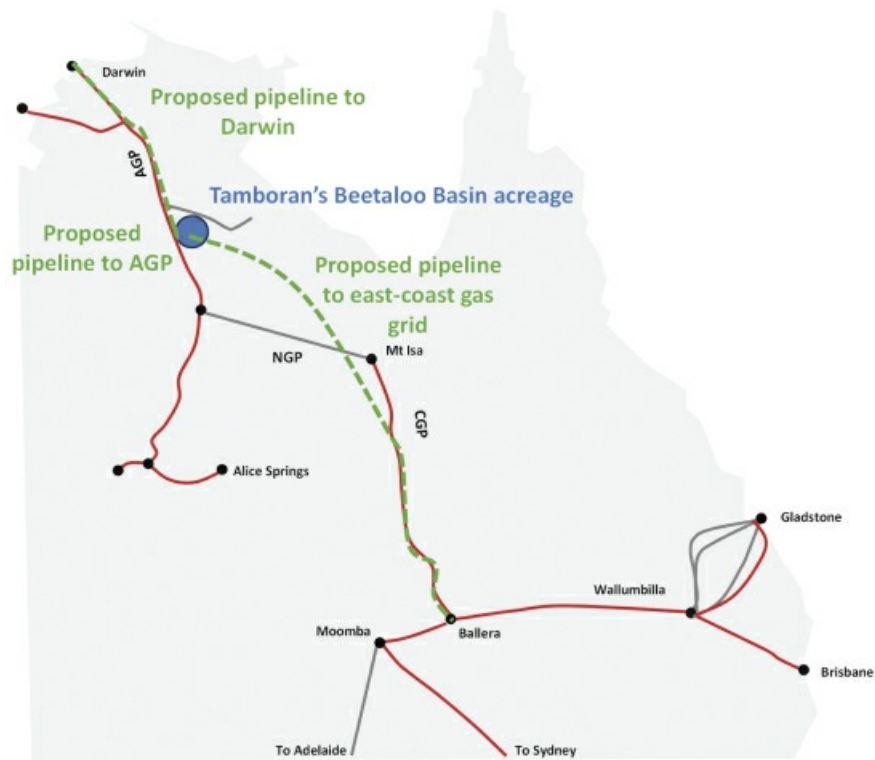 Darwin
Proposed pipeline to
Darwin
AGP
Tamboran's Beetaloo Basin acreage
Proposed
pipeline to AGP
Proposed pipeline
to east-coast gas
grid
NGP
Mt Isa
CGP
Alice Springs
Gladstone
Wallumbilla
Moomba
Ballera
Brisbane
To Adelaide
To Sydney